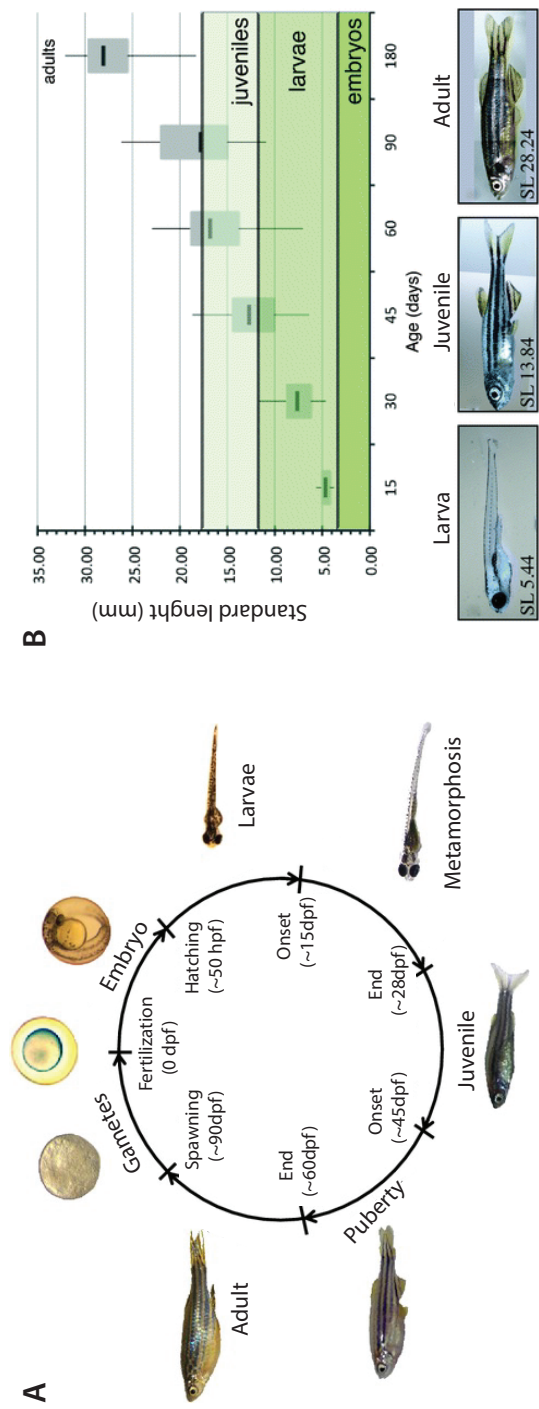 A
Gametes
Embryo
Fertilization
(0 dpf)
Spawning
(~90dpf)
Hatching
(~50 hpf)
Adult
Larvae
End
(~60dpf)
Onset
(~15dpf)
Puberty
Onset
(~45dpf)
End
(~28dpf)
Juvenile
Metamorphosis
B
Standard lenght (mm)
35.00
30.00
25.00
20.00
15.00
10.00
5.00
0.00
adults
juveniles
larvae
embryos
15
30
45
60
90
180
Age (days)
Larva
Juvenile
Adult
SL 5.44
SL 13.84
SL 28.24